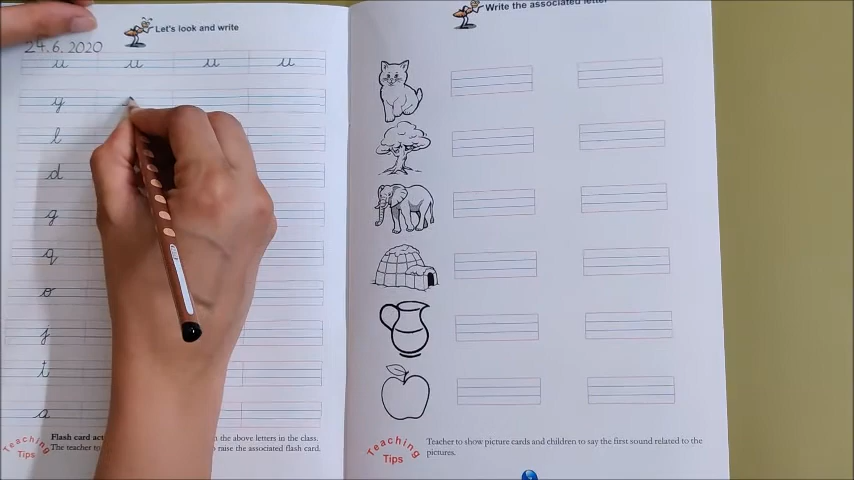 Let's look and write
24.6.2020
u u u u
y
l
d
g
q
o
j
t
a
Teaching Tips
Flash card
the above letters in the class.
The teacher
raise the associated flash card.
Write the associated letter
Teaching Tips
Teacher to show picture cards and children to say the first sound related to the
pictures.